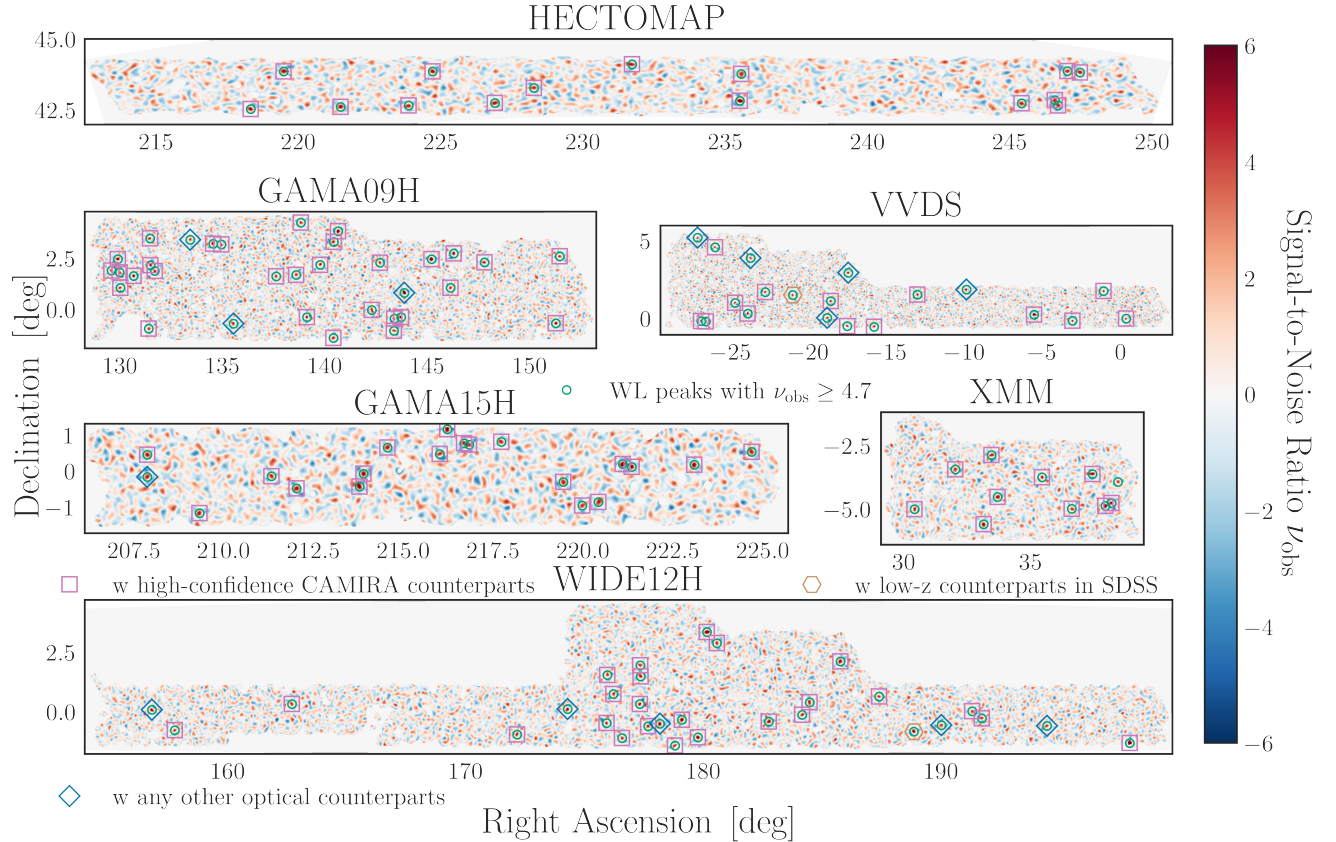 HECTOMAP
45.0
42.5
215 220 225 230 235 240 245 250
GAMA09H
2.5
0.0
130 135 140 145 150
VVDS
5
0
−25 −20 −15 −10 −5 0
WL peaks with νobs ≥ 4.7
GAMA15H
1
0
−1
207.5 210.0 212.5 215.0 217.5 220.0 222.5 225.0
XMM
−2.5
−5.0
30 35
w high-confidence CAMIRA counterparts
w low-z counterparts in SDSS
WIDE12H
2.5
0.0
160 170 180 190
w any other optical counterparts
Right Ascension [deg]
Declination [deg]
6
4
2
0
−2
−4
−6
Signal-to-Noise Ratio νobs